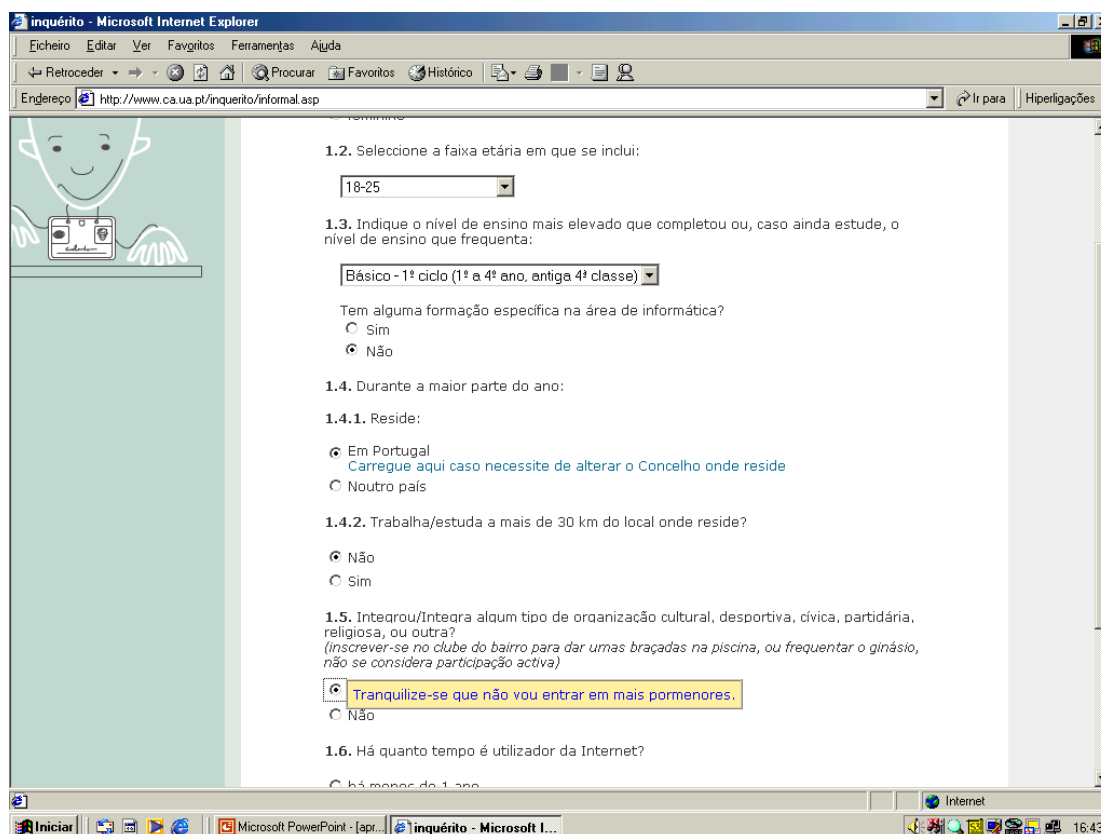 inquérito - Microsoft Internet Explorer
Ficheiro Editar Ver Favoritos Ferramentas Ajuda
Retroceder Procurar Favoritos Histórico
Endereço http://www.ca.ua.pt/inquerito/informal.asp Ir para Hiperligações
feminino
1.2. Seleccione a faixa etária em que se inclui:
18-25
1.3. Indique o nível de ensino mais elevado que completou ou, caso ainda estude, o
nível de ensino que frequenta:
Básico - 1º ciclo (1º a 4º ano, antiga 4ª classe)
Tem alguma formação específica na área de informática?
Sim
Não
1.4. Durante a maior parte do ano:
1.4.1. Reside:
Em Portugal
Carregue aqui caso necessite de alterar o Concelho onde reside
Noutro país
1.4.2. Trabalha/estuda a mais de 30 km do local onde reside?
Não
Sim
1.5. Integrou/Integra algum tipo de organização cultural, desportiva, cívica, partidária,
religiosa, ou outra?
(inscrever-se no clube do bairro para dar umas braçadas na piscina, ou frequentar o ginásio,
não se considera participação activa)
Tranquilize-se que não vou entrar em mais pormenores.
Não
1.6. Há quanto tempo é utilizador da Internet?
há menos de 1 ano
Internet
Iniciar Microsoft PowerPoint - [apr... inquérito - Microsoft I... 16:43